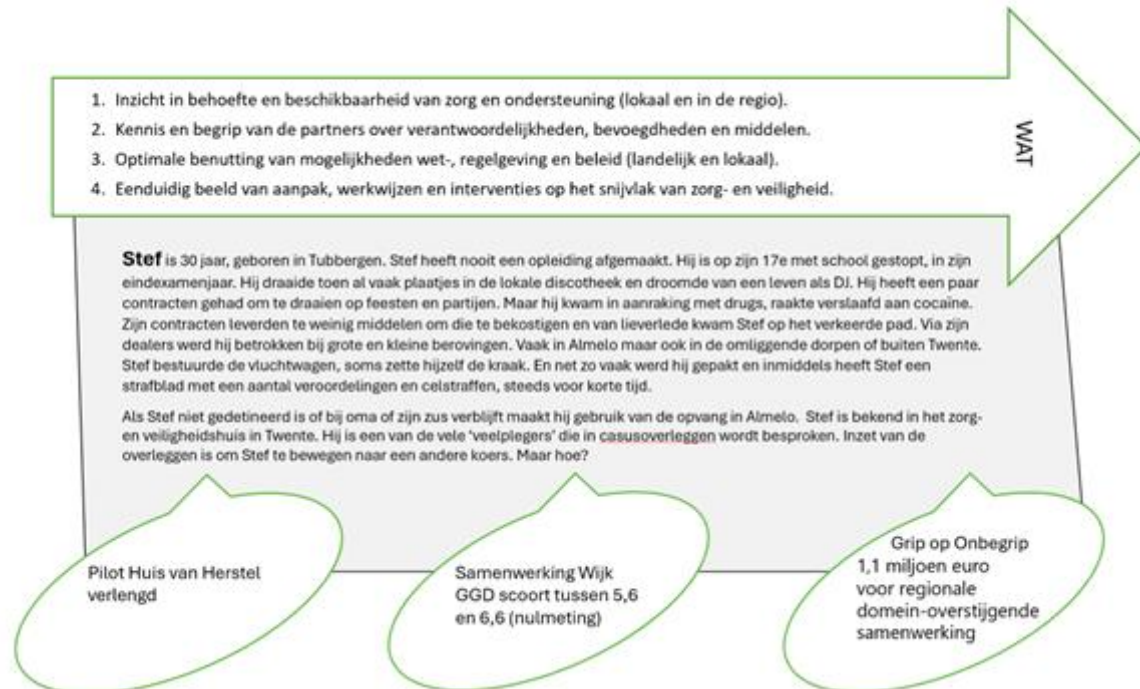 1. Inzicht in behoefte en beschikbaarheid van zorg en ondersteuning (lokaal en in de regio).
2. Kennis en begrip van de partners over verantwoordelijkheden, bevoegdheden en middelen.
3. Optimale benutting van mogelijkheden wet-, regelgeving en beleid (landelijk en lokaal).
4. Eenduidig beeld van aanpak, werkwijzen en interventies op het snijvlak van zorg- en veiligheid.
WAT
Stef is 30 jaar, geboren in Tubbergen. Stef heeft nooit een opleiding afgemaakt. Hij is op zijn 17e met school gestopt, in zijn
eindexamenjaar. Hij draaide toen al vaak plaatjes in de lokale discotheek en droomde van een leven als DJ. Hij heeft een paar
contracten gehad om te draaien op feesten en partijen. Maar hij kwam in aanraking met drugs, raakte verslaafd aan cocaïne.
Zijn contracten leverden te weinig middelen om die te bekostigen en van lieverlede kwam Stef op het verkeerde pad. Via zijn
dealers werd hij betrokken bij grote en kleine berovingen. Vaak in Almelo maar ook in de omliggende dorpen of buiten Twente.
Stef bestuurde de vluchtwagen, soms zette hijzelf de kraak. En net zo vaak werd hij gepakt en inmiddels heeft Stef een
strafblad met een aantal veroordelingen en celstraffen, steeds voor korte tijd.
Als Stef niet gedetineerd is of bij oma of zijn zus verblijft maakt hij gebruik van de opvang in Almelo. Stef is bekend in het zorg-
en veiligheidshuis in Twente. Hij is een van de vele 'veelplegers' die in casusoverleggen wordt besproken. Inzet van de
overleggen is om Stef te bewegen naar een andere koers. Maar hoe?
Pilot Huis van Herstel
verlengd
Samenwerking Wijk
GGD scoort tussen 5,6
en 6,6 (nulmeting)
Grip op Onbegrip
1,1 miljoen euro
voor regionale
domein-overstijgende
samenwerking